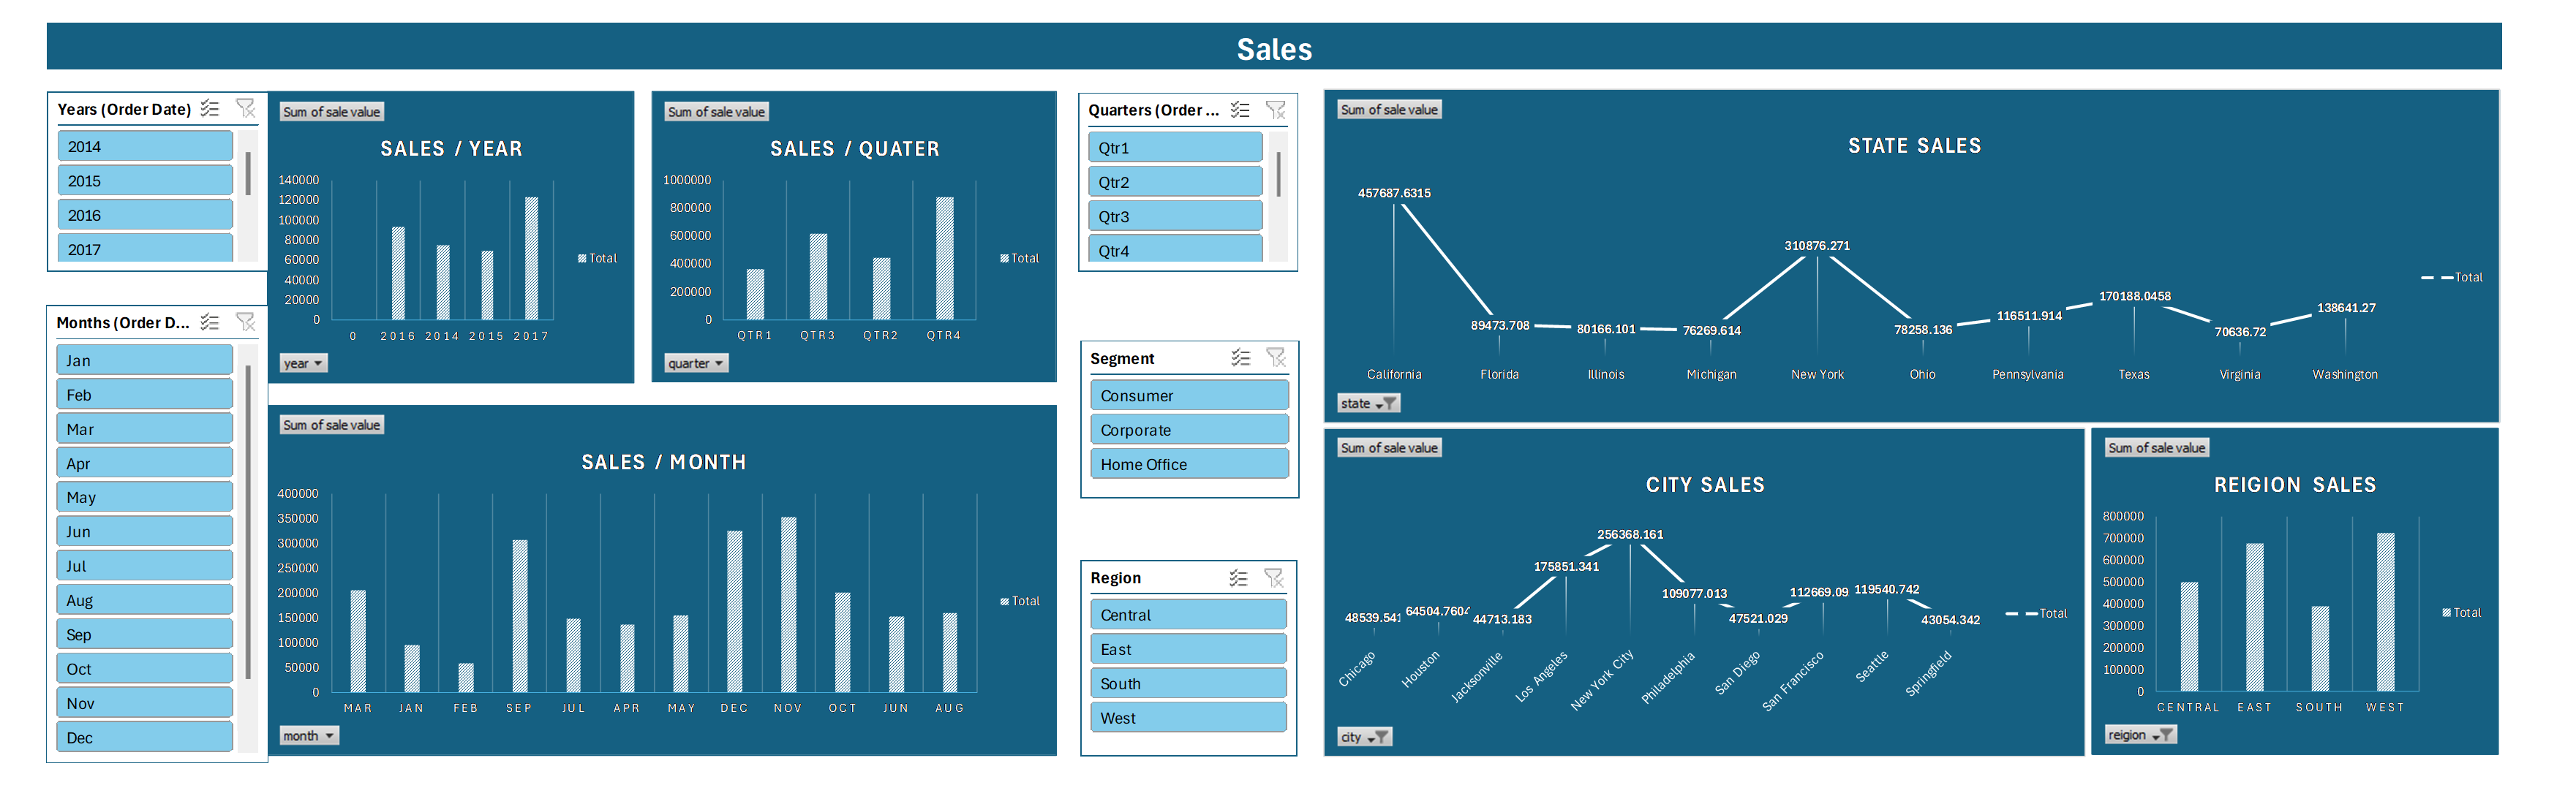 Sales
Years (Order Date)
2014
2015
2016
2017
Sum of sale value
SALES / YEAR
140000
120000
100000
80000
60000
40000
20000
0
0 2016 2014 2015 2017
Total
year
Sum of sale value
SALES / QUATER
1000000
800000
600000
400000
200000
0
QTR1 QTR3 QTR2 QTR4
Total
quarter
Months (Order D...
Jan
Feb
Mar
Apr
May
Jun
Jul
Aug
Sep
Oct
Nov
Dec
Sum of sale value
SALES / MONTH
400000
350000
300000
250000
200000
150000
100000
50000
0
MAR JAN FEB SEP JUL APR MAY DEC NOV OCT JUN AUG
Total
month
Quarters (Order ...
Qtr1
Qtr2
Qtr3
Qtr4
Segment
Consumer
Corporate
Home Office
Region
Central
East
South
West
Sum of sale value
STATE SALES
457687.6315
89473.708
80166.101
76269.614
310876.271
78258.136
116511.914
170188.0458
70636.72
138641.27
California Florida Illinois Michigan New York Ohio Pennsylvania Texas Virginia Washington
Total
state
Sum of sale value
CITY SALES
48539.541
64504.7604
44713.183
175851.341
256368.161
109077.013
47521.029
112669.09
119540.742
43054.342
Chicago Houston Jacksonville Los Angeles New York City Philadelphia San Diego San Francisco Seattle Springfield
Total
city
Sum of sale value
REIGION SALES
800000
700000
600000
500000
400000
300000
200000
100000
0
CENTRAL EAST SOUTH WEST
Total
reigion